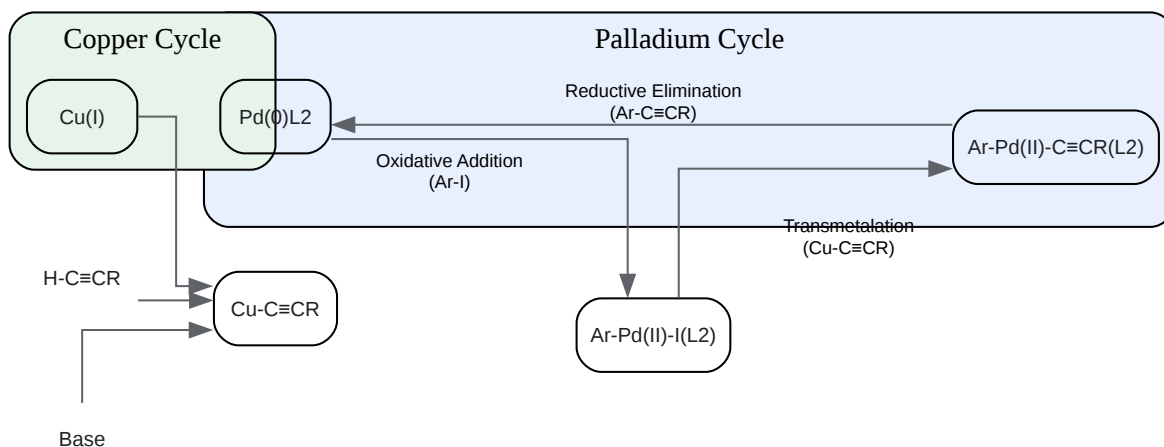 Copper Cycle
Palladium Cycle
Cu(I)
Pd(0)L2
Reductive Elimination
(Ar-C≡CR)
Ar-Pd(II)-C≡CR(L2)
Oxidative Addition
(Ar-I)
Transmetalation
(Cu-C≡CR)
H-C≡CR
Cu-C≡CR
Ar-Pd(II)-I(L2)
Base